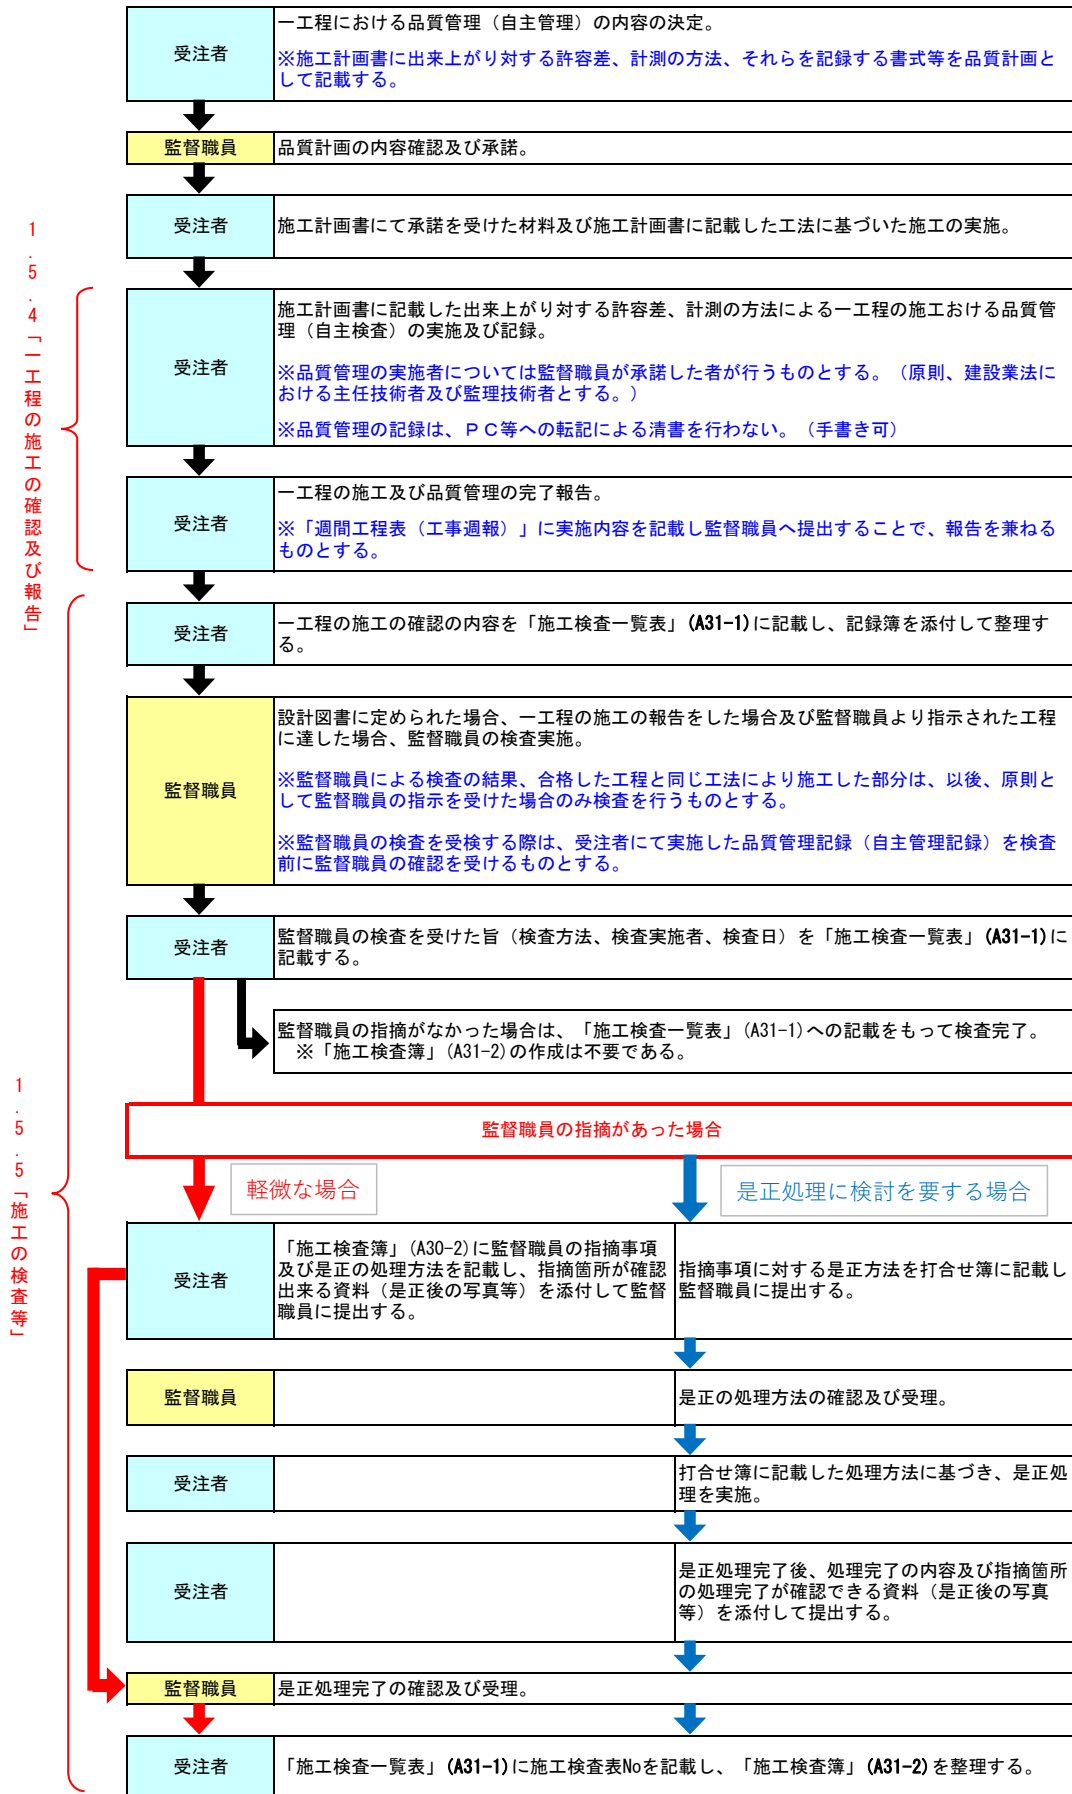 受注者
一工程における品質管理（自主管理）の内容の決定。
※施工計画書に出来上がり対する許容差、計測の方法、それらを記録する書式等を品質計画と
して記載する。
監督職員
品質計画の内容確認及び承諾。
受注者
施工計画書にて承諾を受けた材料及び施工計画書に記載した工法に基づいた施工の実施。
1.5.4「一工程の施工の確認及び報告」
受注者
施工計画書に記載した出来上がり対する許容差、計測の方法による一工程の施工おける品質管
理（自主検査）の実施及び記録。
※品質管理の実施者については監督職員が承諾した者が行うものとする。（原則、建設業法に
おける主任技術者及び監理技術者とする。）
※品質管理の記録は、ＰＣ等への転記による清書を行わない。（手書き可）
受注者
一工程の施工及び品質管理の完了報告。
※「週間工程表（工事週報）」に実施内容を記載し監督職員へ提出することで、報告を兼ねる
ものとする。
1.5.5「施工の検査等」
受注者
一工程の施工の確認の内容を「施工検査一覧表」(A31-1)に記載し、記録簿を添付して整理す
る。
監督職員
設計図書に定められた場合、一工程の施工の報告をした場合及び監督職員より指示された工程
に達した場合、監督職員の検査実施。
※監督職員による検査の結果、合格した工程と同じ工法により施工した部分は、以後、原則と
して監督職員の指示を受けた場合のみ検査を行うものとする。
※監督職員の検査を受検する際は、受注者にて実施した品質管理記録（自主管理記録）を検査
前に監督職員の確認を受けるものとする。
受注者
監督職員の検査を受けた旨（検査方法、検査実施者、検査日）を「施工検査一覧表」(A31-1)に
記載する。
監督職員の指摘がなかった場合は、「施工検査一覧表」(A31-1)への記載をもって検査完了。
※「施工検査簿」(A31-2)の作成は不要である。
監督職員の指摘があった場合
軽微な場合
是正処理に検討を要する場合
受注者
「施工検査簿」(A30-2)に監督職員の指摘事項
及び是正の処理方法を記載し、指摘箇所が確認
出来る資料（是正後の写真等）を添付して監督
職員に提出する。
指摘事項に対する是正方法を打合せ簿に記載し
監督職員に提出する。
監督職員
是正の処理方法の確認及び受理。
受注者
打合せ簿に記載した処理方法に基づき、是正処
理を実施。
受注者
是正処理完了後、処理完了の内容及び指摘箇所
の処理完了が確認できる資料（是正後の写真
等）を添付して提出する。
監督職員
是正処理完了の確認及び受理。
受注者
「施工検査一覧表」(A31-1)に施工検査表Noを記載し、「施工検査簿」(A31-2)を整理する。